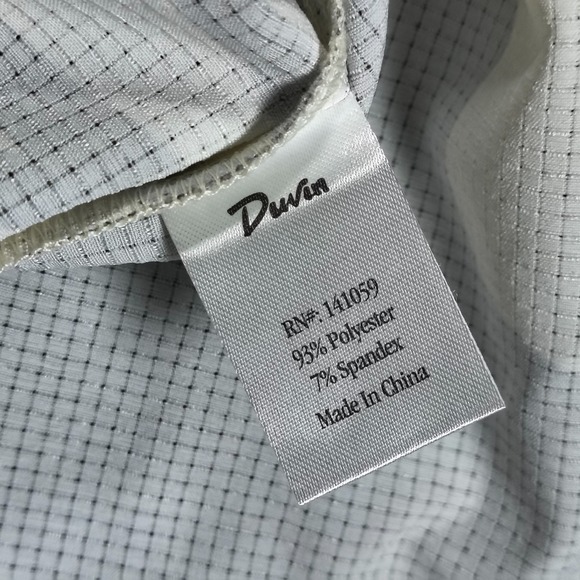 Duvin
RN#: 141059
93% Polyester
7% Spandex
Made In China